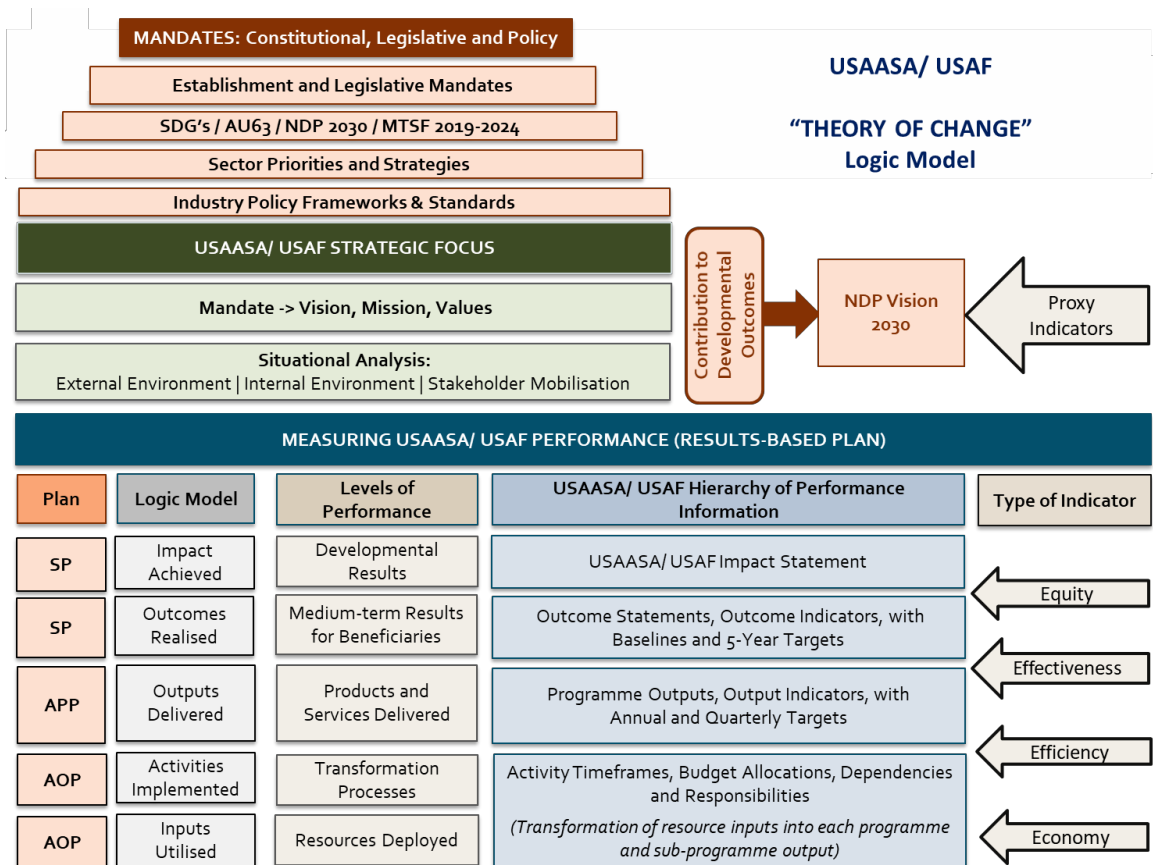 MANDATES: Constitutional, Legislative and Policy
Establishment and Legislative Mandates
SDG's / AU63 / NDP 2030 / MTSF 2019-2024
Sector Priorities and Strategies
Industry Policy Frameworks & Standards
USAASA/ USAF
“THEORY OF CHANGE”
Logic Model
USAASA/ USAF STRATEGIC FOCUS
Mandate -> Vision, Mission, Values
Situational Analysis:
External Environment | Internal Environment | Stakeholder Mobilisation
Contribution to
Developmental
Outcomes
NDP Vision
2030
Proxy
Indicators
MEASURING USAASA/ USAF PERFORMANCE (RESULTS-BASED PLAN)
Plan
Logic Model
Levels of
Performance
USAASA/ USAF Hierarchy of Performance
Information
Type of Indicator
SP
Impact
Achieved
Developmental
Results
USAASA/ USAF Impact Statement
Equity
SP
Outcomes
Realised
Medium-term Results
for Beneficiaries
Outcome Statements, Outcome Indicators, with
Baselines and 5-Year Targets
Effectiveness
APP
Outputs
Delivered
Products and
Services Delivered
Programme Outputs, Output Indicators, with
Annual and Quarterly Targets
Efficiency
AOP
Activities
Implemented
Transformation
Processes
Activity Timeframes, Budget Allocations, Dependencies
and Responsibilities
AOP
Inputs
Utilised
Resources Deployed
(Transformation of resource inputs into each programme
and sub-programme output)
Economy